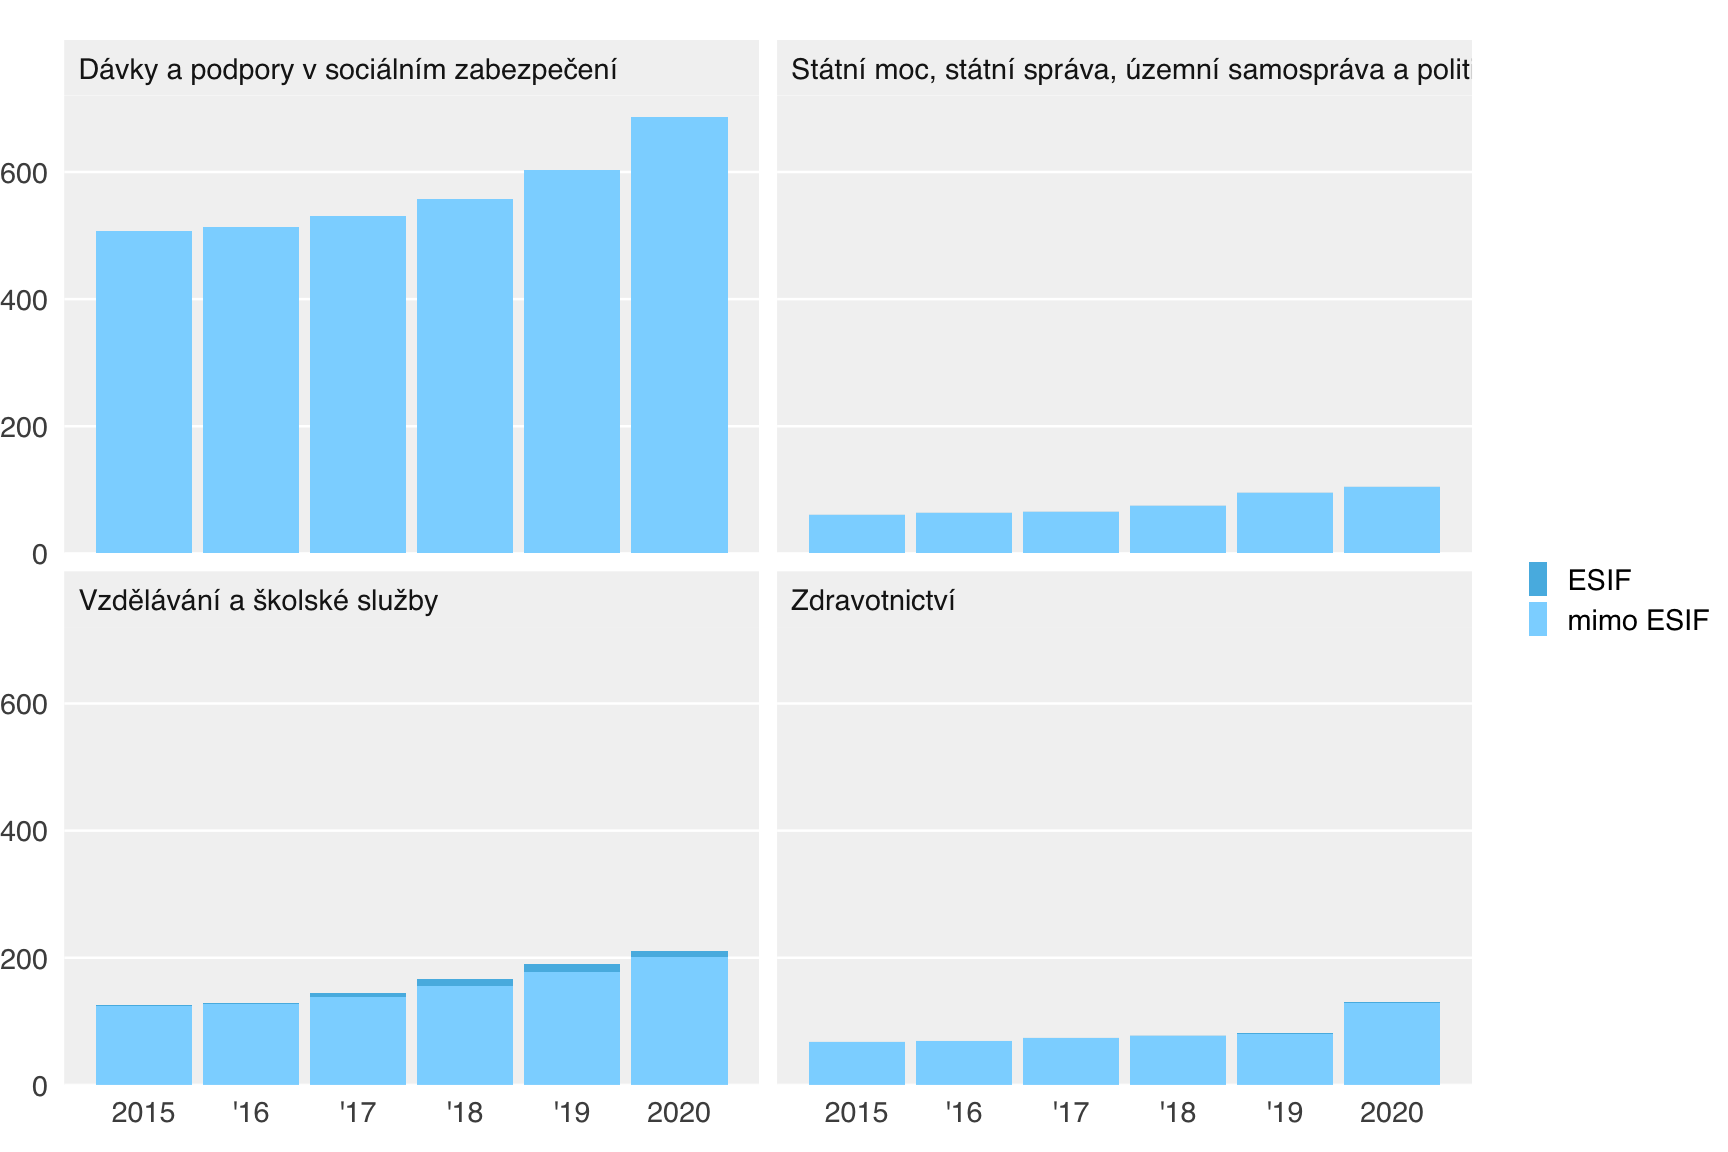 Dávky a podpory v sociálním zabezpečení
Státní moc, státní správa, územní samospráva a politi
600
400
200
0
Vzdělávání a školské služby
Zdravotnictví
600
400
200
0
2015 '16 '17 '18 '19 2020
2015 '16 '17 '18 '19 2020
ESIF
mimo ESIF